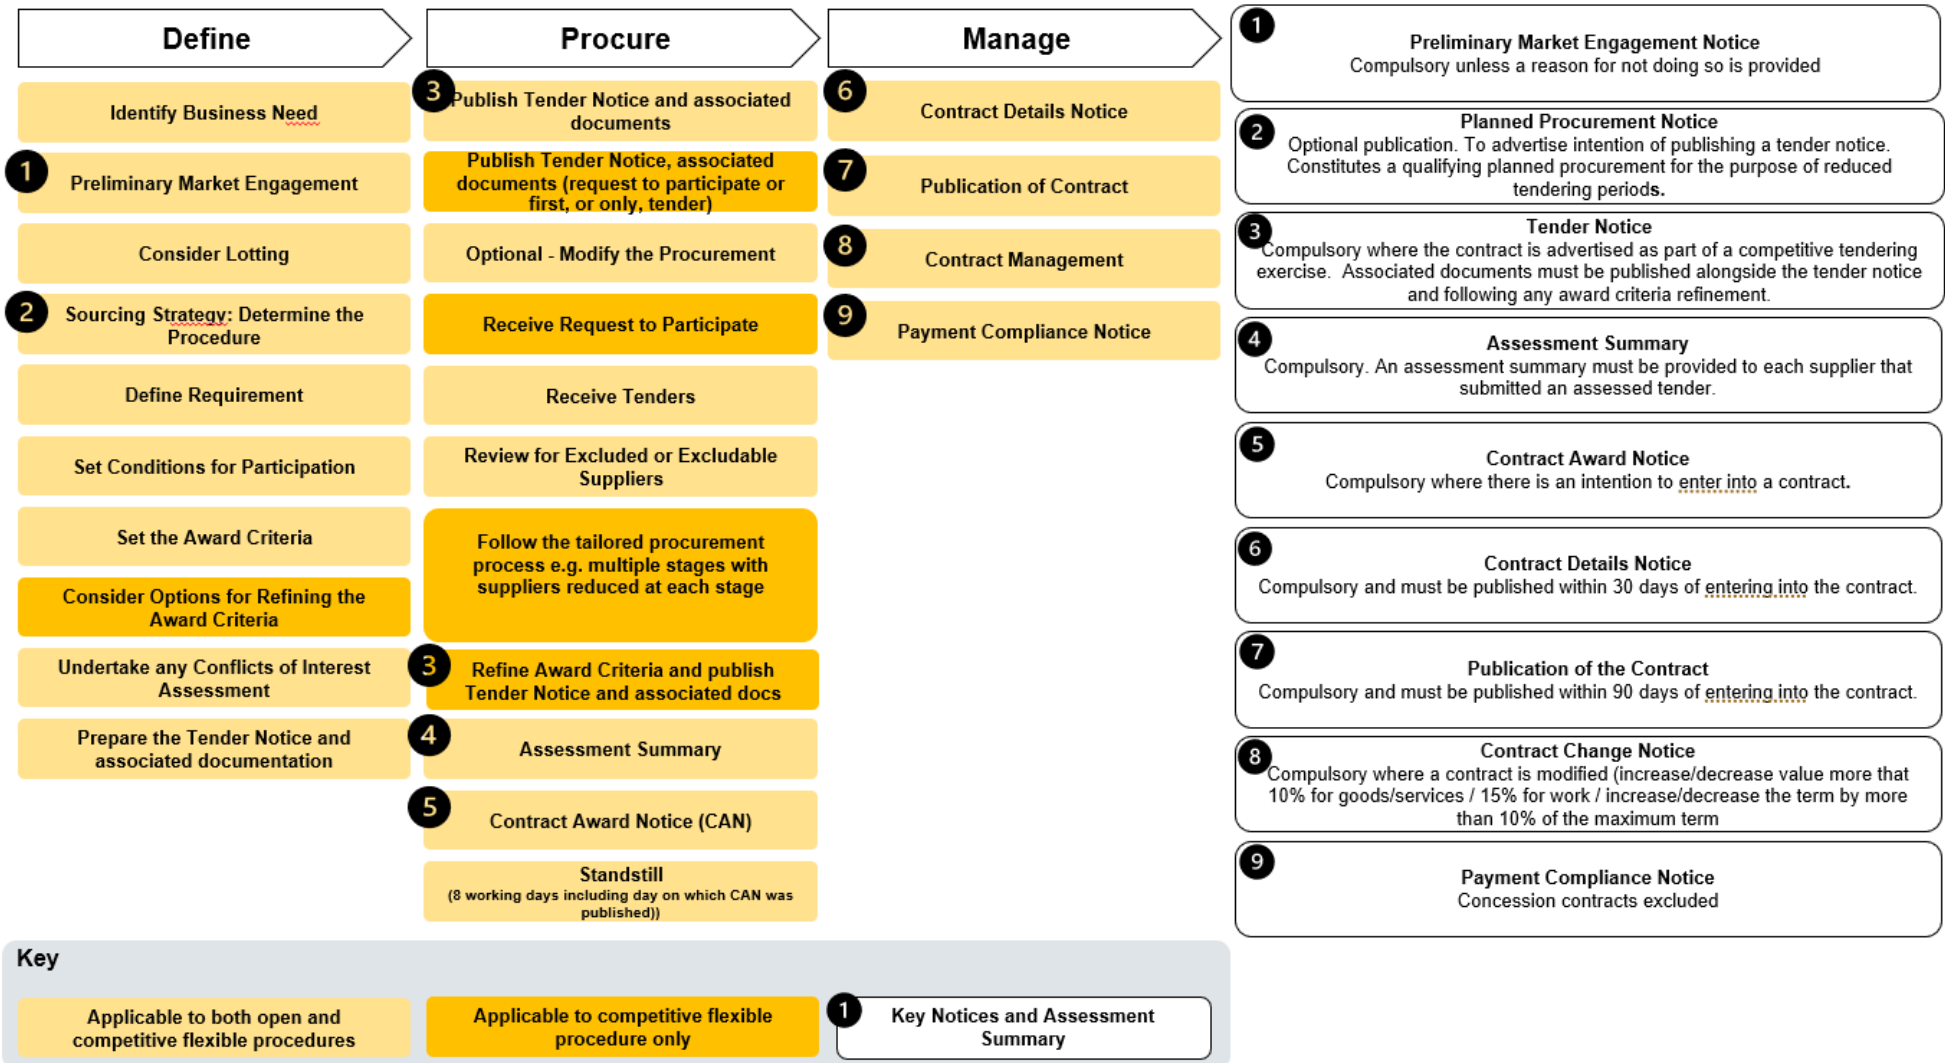 Define
Identify Business Need
1
Preliminary Market Engagement
Consider Lotting
2
Sourcing Strategy: Determine the
Procedure
Define Requirement
Set Conditions for Participation
Set the Award Criteria
Consider Options for Refining the
Award Criteria
Undertake any Conflicts of Interest
Assessment
Prepare the Tender Notice and
associated documentation
Procure
3
Publish Tender Notice and associated
documents
Publish Tender Notice, associated
documents (request to participate or
first, or only, tender)
Optional - Modify the Procurement
Receive Request to Participate
Receive Tenders
Review for Excluded or Excludable
Suppliers
Follow the tailored procurement
process e.g. multiple stages with
suppliers reduced at each stage
3
Refine Award Criteria and publish
Tender Notice and associated docs
4
Assessment Summary
5
Contract Award Notice (CAN)
Standstill
(8 working days including day on which CAN was
published))
Manage
6
Contract Details Notice
7
Publication of Contract
8
Contract Management
9
Payment Compliance Notice
1
Preliminary Market Engagement Notice
Compulsory unless a reason for not doing so is provided
2
Planned Procurement Notice
Optional publication. To advertise intention of publishing a tender notice.
Constitutes a qualifying planned procurement for the purpose of reduced
tendering periods.
3
Tender Notice
Compulsory where the contract is advertised as part of a competitive tendering
exercise. Associated documents must be published alongside the tender notice
and following any award criteria refinement.
4
Assessment Summary
Compulsory. An assessment summary must be provided to each supplier that
submitted an assessed tender.
5
Contract Award Notice
Compulsory where there is an intention to enter into a contract.
6
Contract Details Notice
Compulsory and must be published within 30 days of entering into the contract.
7
Publication of the Contract
Compulsory and must be published within 90 days of entering into the contract.
8
Contract Change Notice
Compulsory where a contract is modified (increase/decrease value more that
10% for goods/services / 15% for work / increase/decrease the term by more
than 10% of the maximum term
9
Payment Compliance Notice
Concession contracts excluded
Key
Applicable to both open and
competitive flexible procedures
Applicable to competitive flexible
procedure only
1
Key Notices and Assessment
Summary